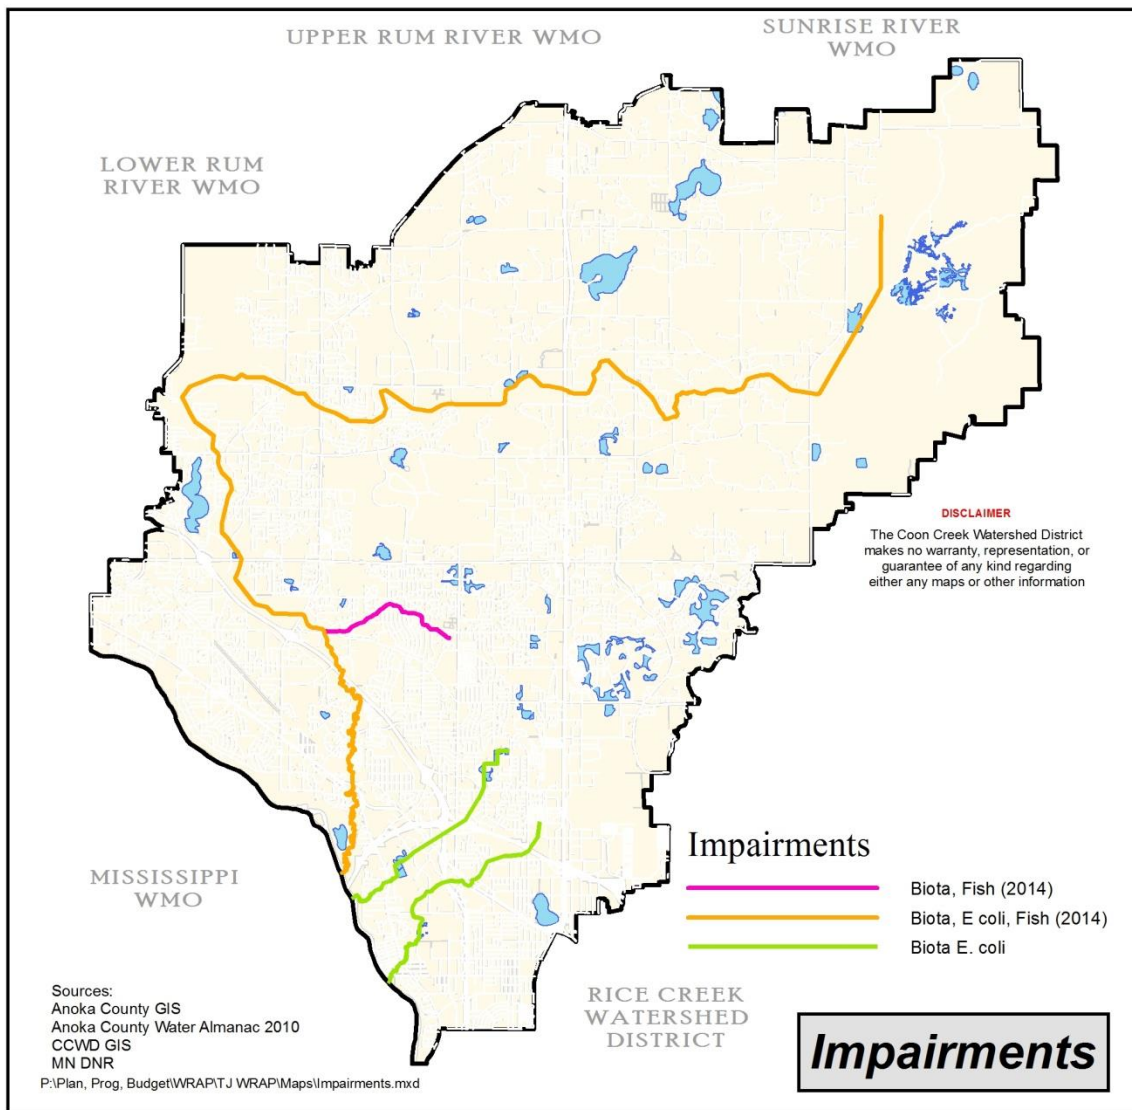 UPPER RUM RIVER WMO
SUNRISE RIVER
WMO
LOWER RUM
RIVER WMO
DISCLAIMER
The Coon Creek Watershed District
makes no warranty, representation, or
guarantee of any kind regarding
either any maps or other information
Impairments
Biota, Fish (2014)
Biota, E coli, Fish (2014)
Biota E. coli
MISSISSIPPI
WMO
RICE CREEK
WATERSHED
DISTRICT
Sources:
Anoka County GIS
Anoka County Water Almanac 2010
CCWD GIS
MN DNR
P:\Plan, Prog, Budget\WRAP\TJ WRAP\Maps\Impairments.mxd
Impairments